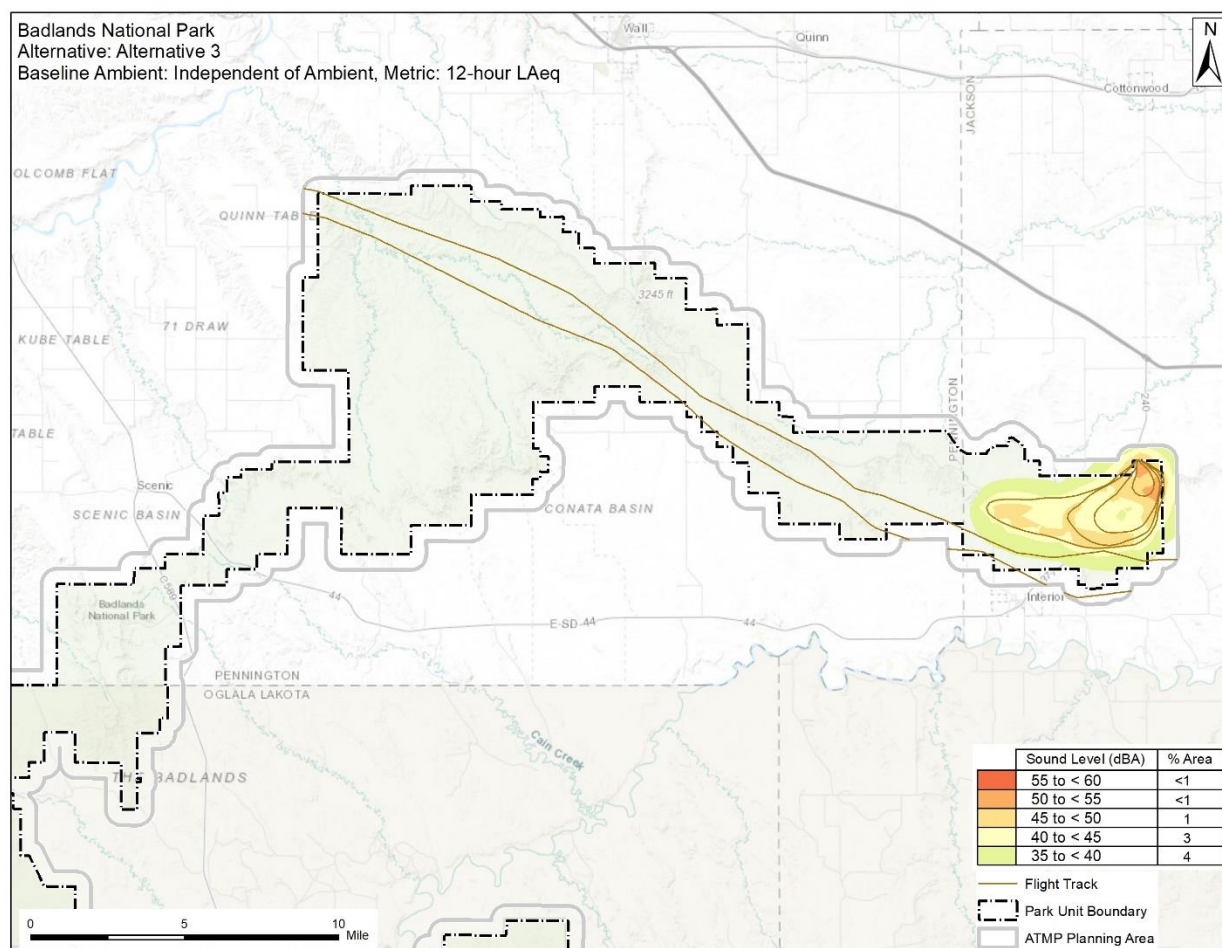 Badlands National Park
Alternative: Alternative 3
Baseline Ambient: Independent of Ambient, Metric: 12-hour LAeq
N
Wall
Quinn
Cottonwood
JACKSON
OLCOMB FLAT
QUINN TAB E
3245 ft
71 DRAW
KUBE TABLE
PENNINGTON
240
TABLE
Scenic
SCENIC BASIN
CONATA BASIN
C589
Badlands
National Park
44
E SD 44
44
Interior
PENNINGTON
OGLALA LAKOTA
Cain Creek
THE BADLANDS
Sound Level (dBA) % Area
55 to < 60 <1
50 to < 55 <1
45 to < 50 1
40 to < 45 3
35 to < 40 4
Flight Track
Park Unit Boundary
ATMP Planning Area
0 5 10
Mile